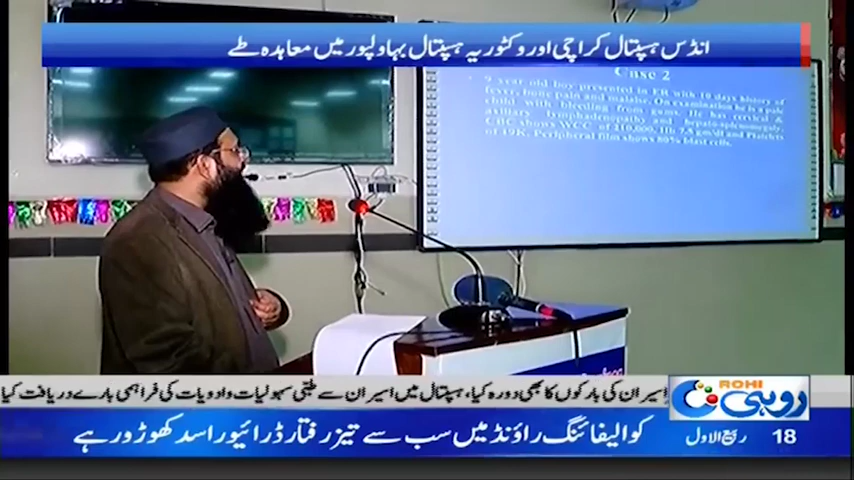 انڈس ہسپتال کراچی اور وکٹوریہ ہسپتال بہاولپور میں معاہدہ طے
Case 2
• 9 year old boy presented in ER with 10 days history of
fever, bone pain and malaise. On examination he is a pale
child with bleeding from gums. He has cervical &
axillary lymphadenopathy and hepato-splenomegaly.
CBC shows WCC of 210,000, Hb 7.5 gm/dl and Platelets
of 19K. Peripheral film shows 80% blast cells.
اسیران کی بارکوں کا بھی دورہ کیا، ہسپتال میں اسیران سے طبی سہولیات و ادویات کی فراہمی بارے دریافت کیا
ROHI
روہی
کوالیفائنگ راؤنڈ میں سب سے تیز رفتار ڈرائیور اسد کھوڑو رہے
18 ربیع الاول